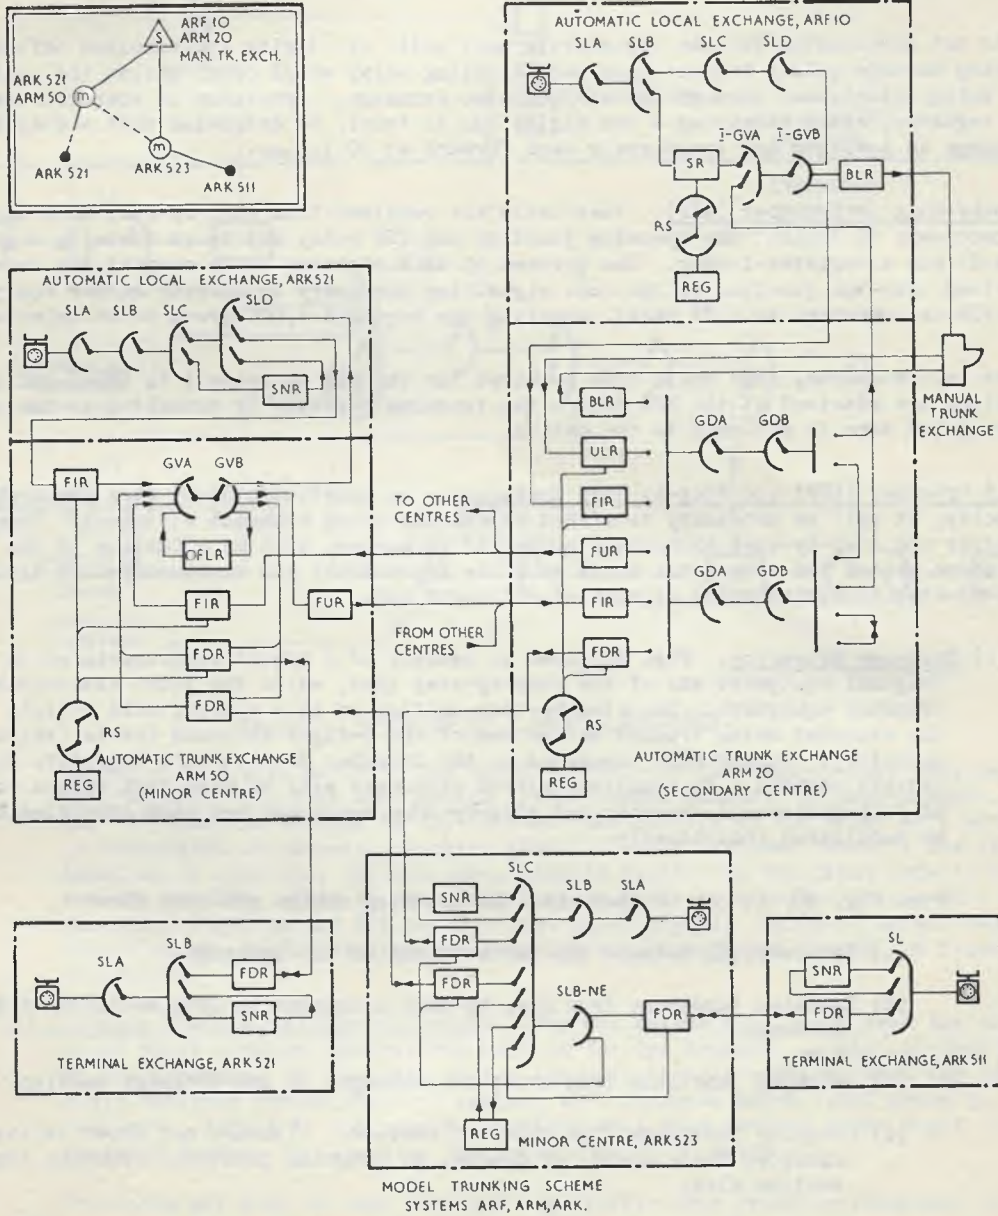 S
ARF 10
ARM 20
MAN. TK. EXCH.
ARK 521
ARM 50
m
m
ARK 521
ARK 523
ARK 511
AUTOMATIC LOCAL EXCHANGE, ARF 10
SLA SLB SLC SLD
SR
I-GVA I-GVB
BLR
RS
REG
AUTOMATIC LOCAL EXCHANGE, ARK521
SLA SLB SLC SLD
SNR
FIR
GVA GVB
OFLR
FIR
FUR
FDR
FDR
RS
REG
AUTOMATIC TRUNK EXCHANGE
ARM 50
(MINOR CENTRE)
TO OTHER
CENTRES
FROM OTHER
CENTRES
MANUAL
TRUNK
EXCHANGE
BLR
ULR
FIR
GDA GDB
FUR
FIR
FDR
GDA GDB
RS
REG
AUTOMATIC TRUNK EXCHANGE
ARM 20
(SECONDARY CENTRE)
SLA
SLB
FDR
SNR
TERMINAL EXCHANGE, ARK521
SLC
SNR
SLB SLA
FDR
FDR
SLB-NE
FDR
REG
MINOR CENTRE, ARK523
SL
SNR
FDR
TERMINAL EXCHANGE, ARK 511
MODEL TRUNKING SCHEME
SYSTEMS ARF, ARM, ARK.